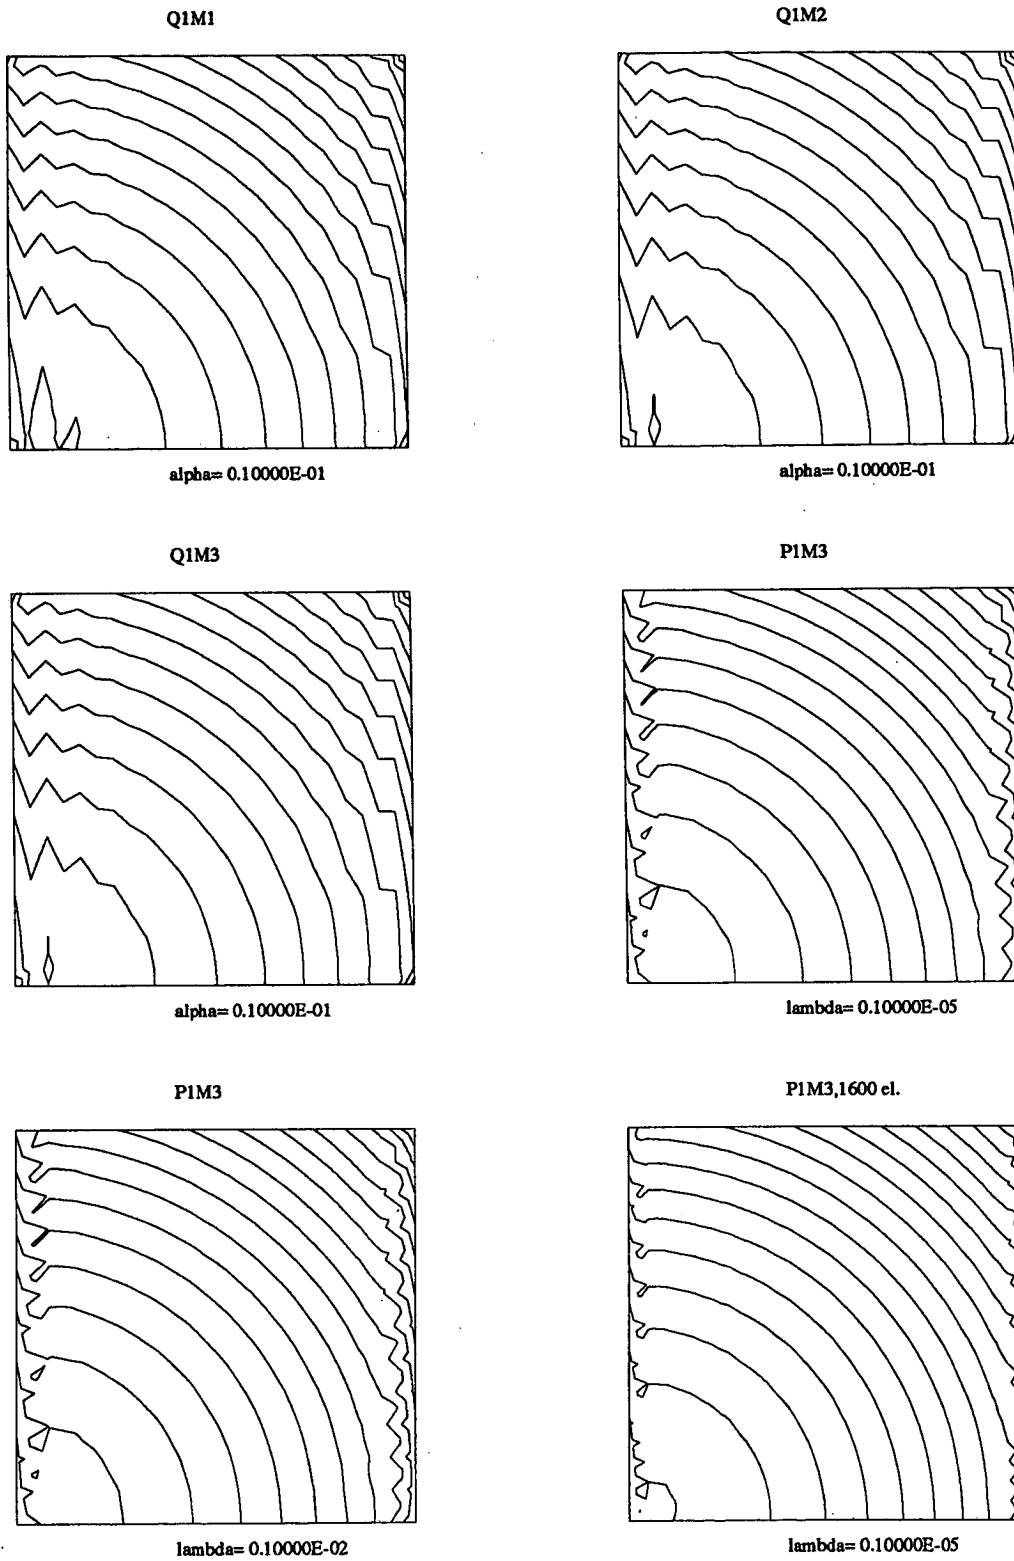 Q1M1
Q1M2
alpha= 0.10000E-01
alpha= 0.10000E-01
Q1M3
P1M3
alpha= 0.10000E-01
lambda= 0.10000E-05
P1M3
P1M3,1600 el.
lambda= 0.10000E-02
lambda= 0.10000E-05